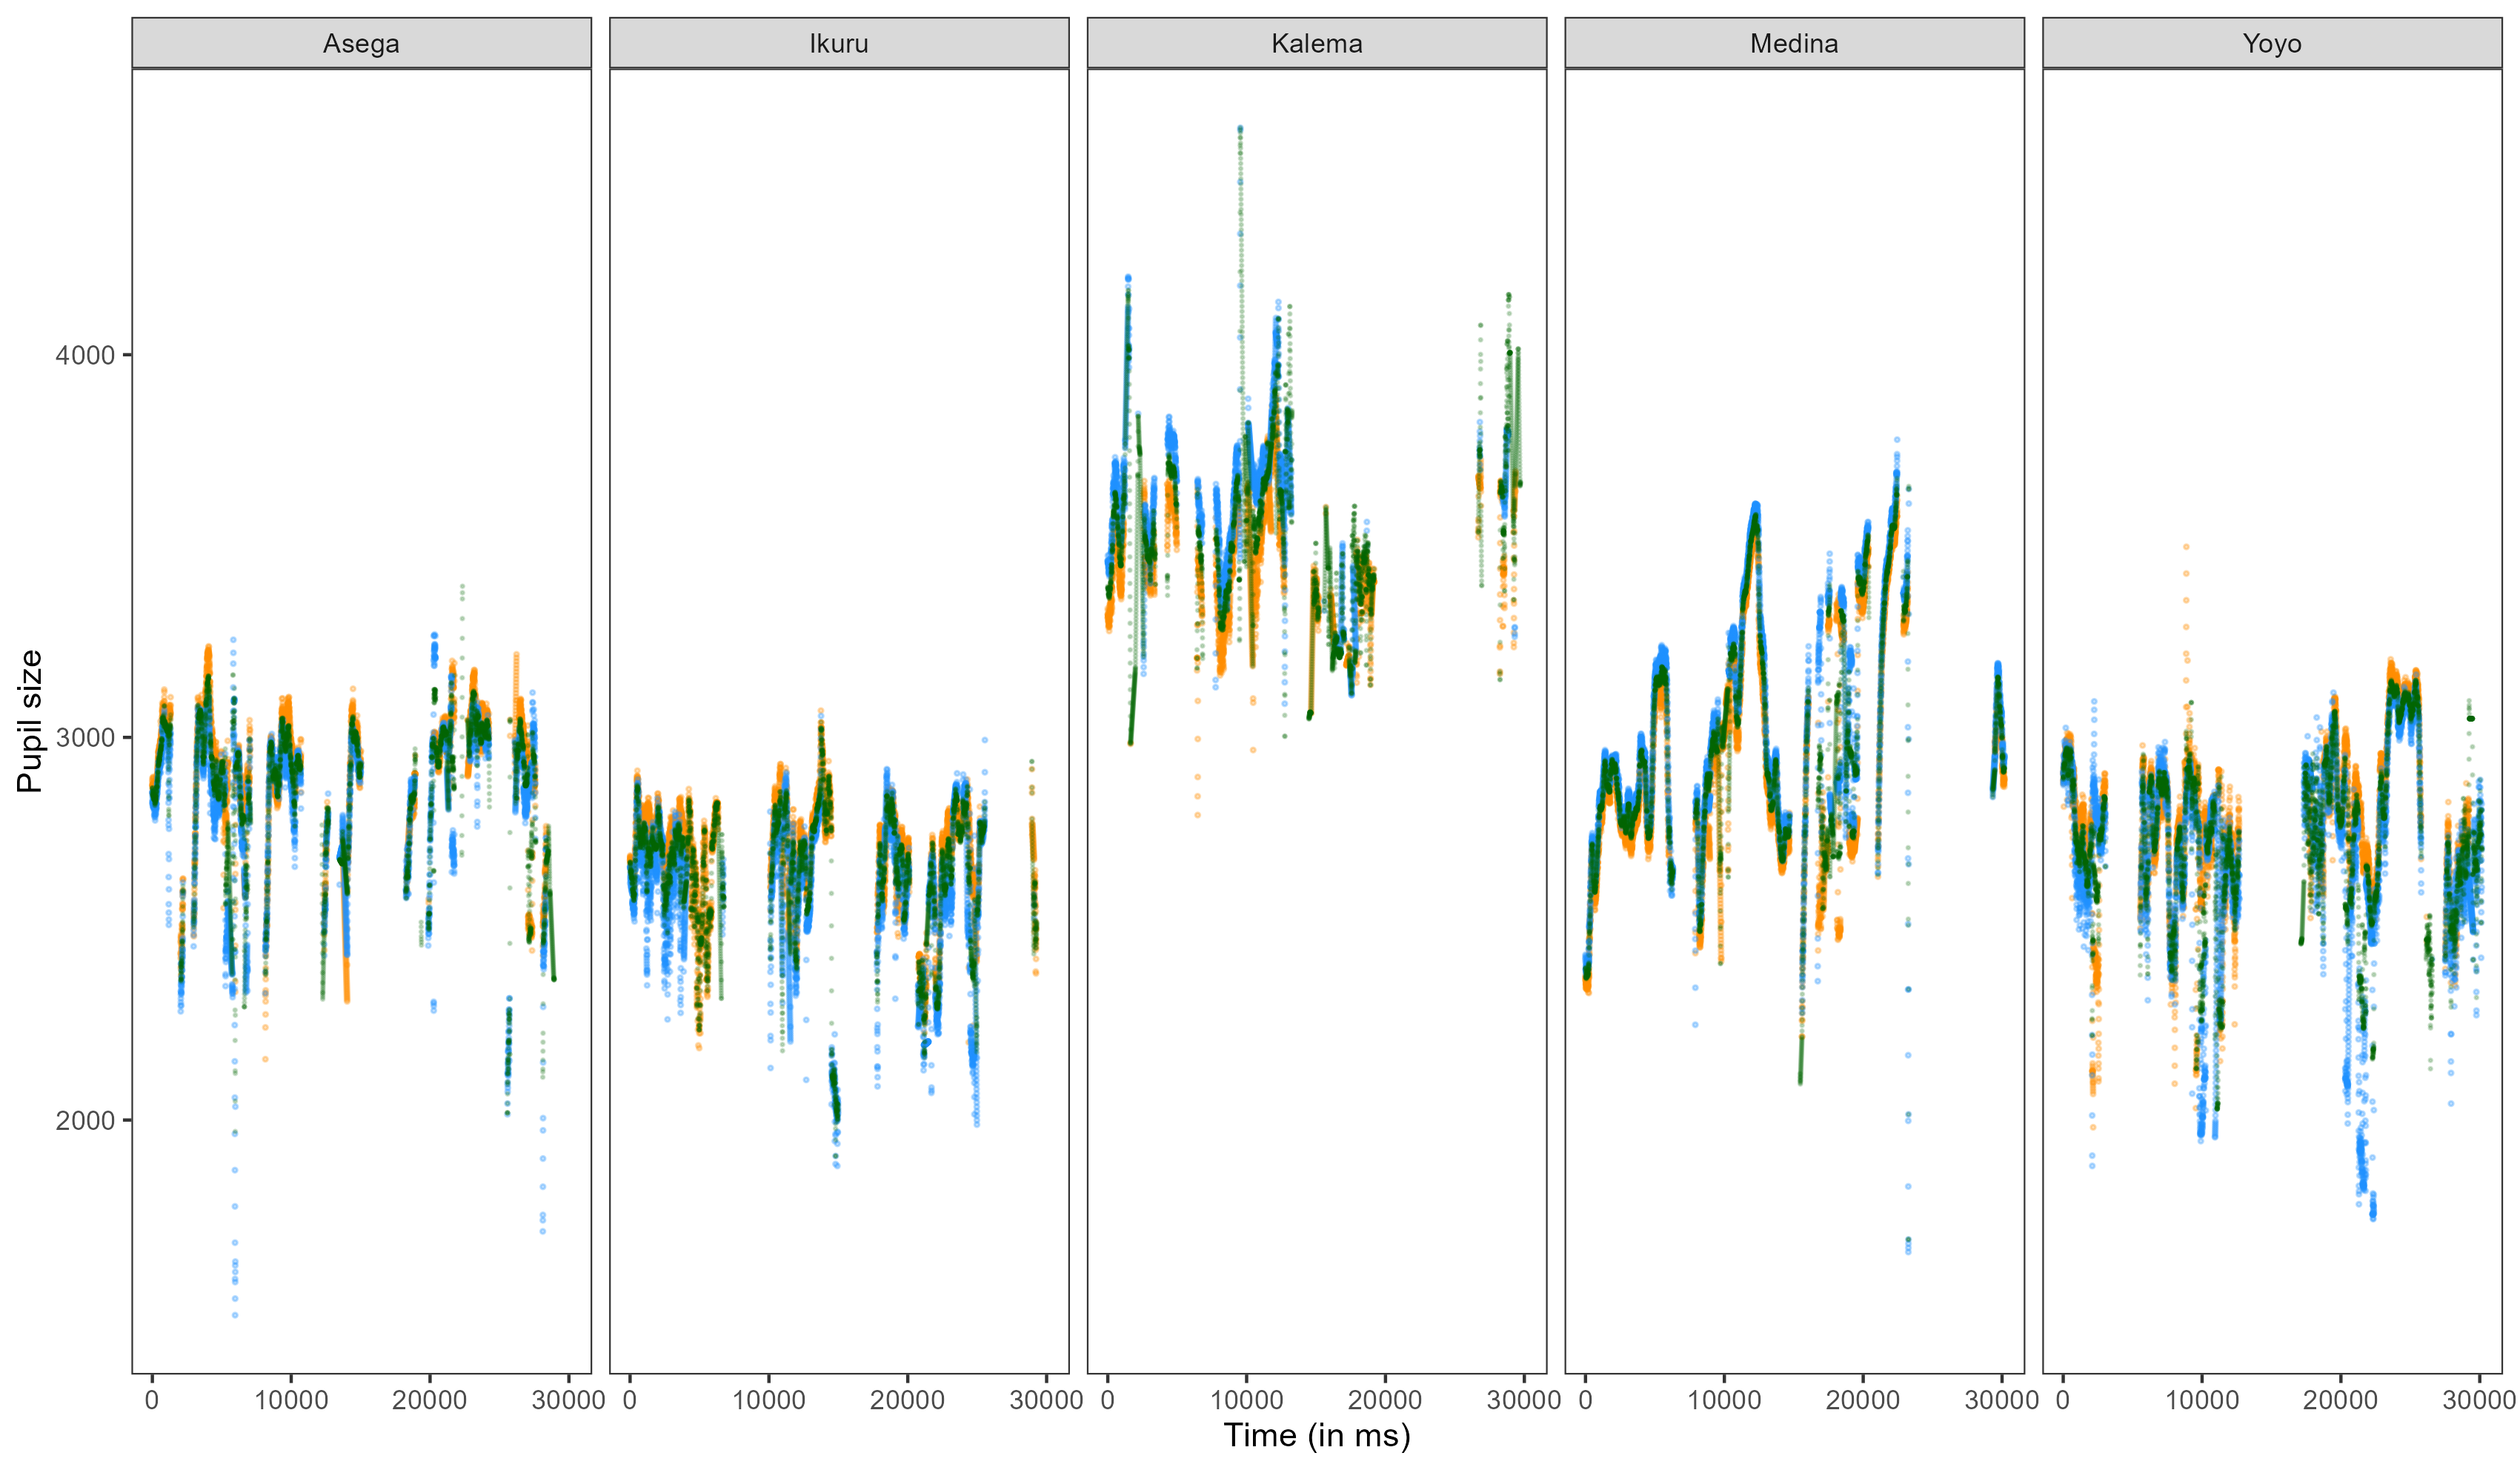 Asega Ikuru Kalema Medina Yoyo
Pupil size
4000
3000
2000
0 10000 20000 30000 0 10000 20000 30000 0 10000 20000 30000 0 10000 20000 30000 0 10000 20000 30000
Time (in ms)